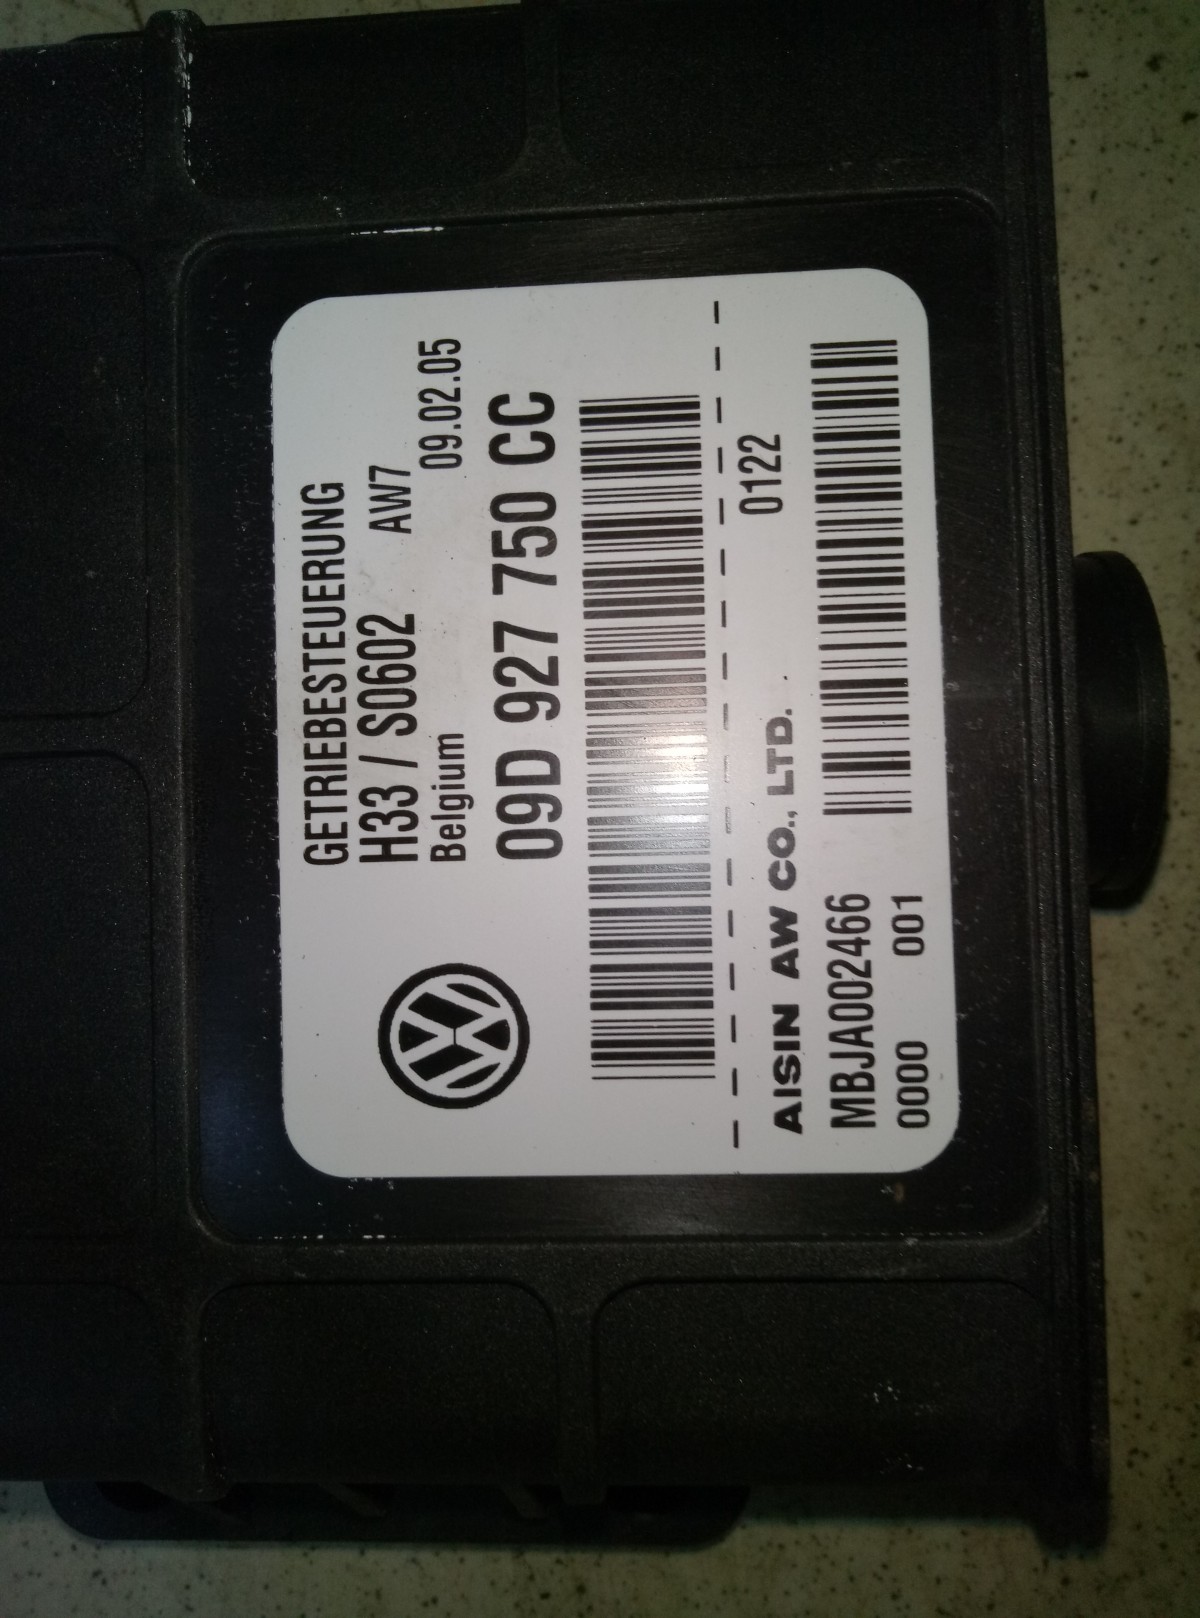 GETRIEBESTEUERUNG
H33 / S0602 AW7
Belgium 09.02.05
09D 927 750 CC
AISIN AW CO., LTD. 0122
MBJA002466
0000 001